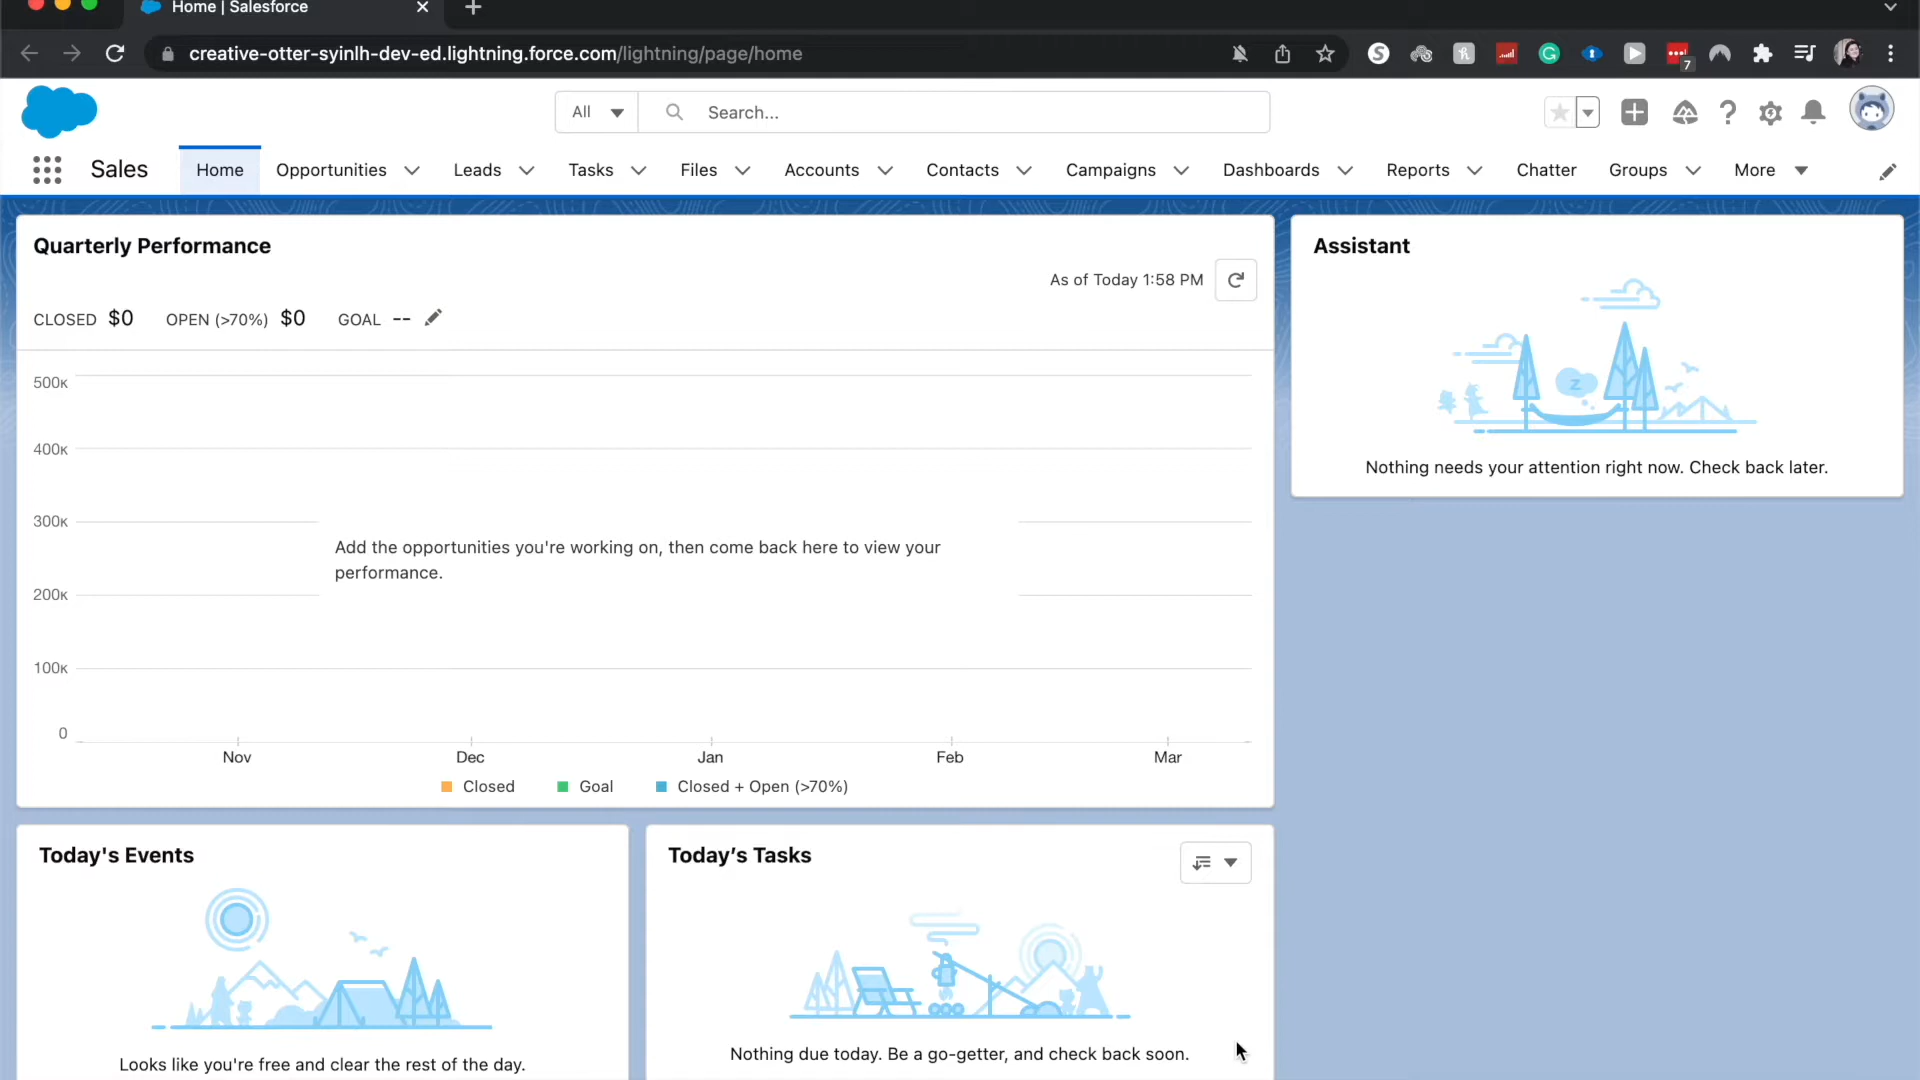 Home | Salesforce
creative-otter-syinlh-dev-ed.lightning.force.com/lightning/page/home
7
All
Search...
Sales
Home
Opportunities
Leads
Tasks
Files
Accounts
Contacts
Campaigns
Dashboards
Reports
Chatter
Groups
More
Quarterly Performance
As of Today 1:58 PM
CLOSED $0 OPEN (>70%) $0 GOAL --
500K
400K
300K
200K
100K
0
Add the opportunities you're working on, then come back here to view your
performance.
Nov Dec Jan Feb Mar
Closed Goal Closed + Open (>70%)
Assistant
z
Nothing needs your attention right now. Check back later.
Today's Events
Looks like you're free and clear the rest of the day.
Today’s Tasks
Nothing due today. Be a go-getter, and check back soon.